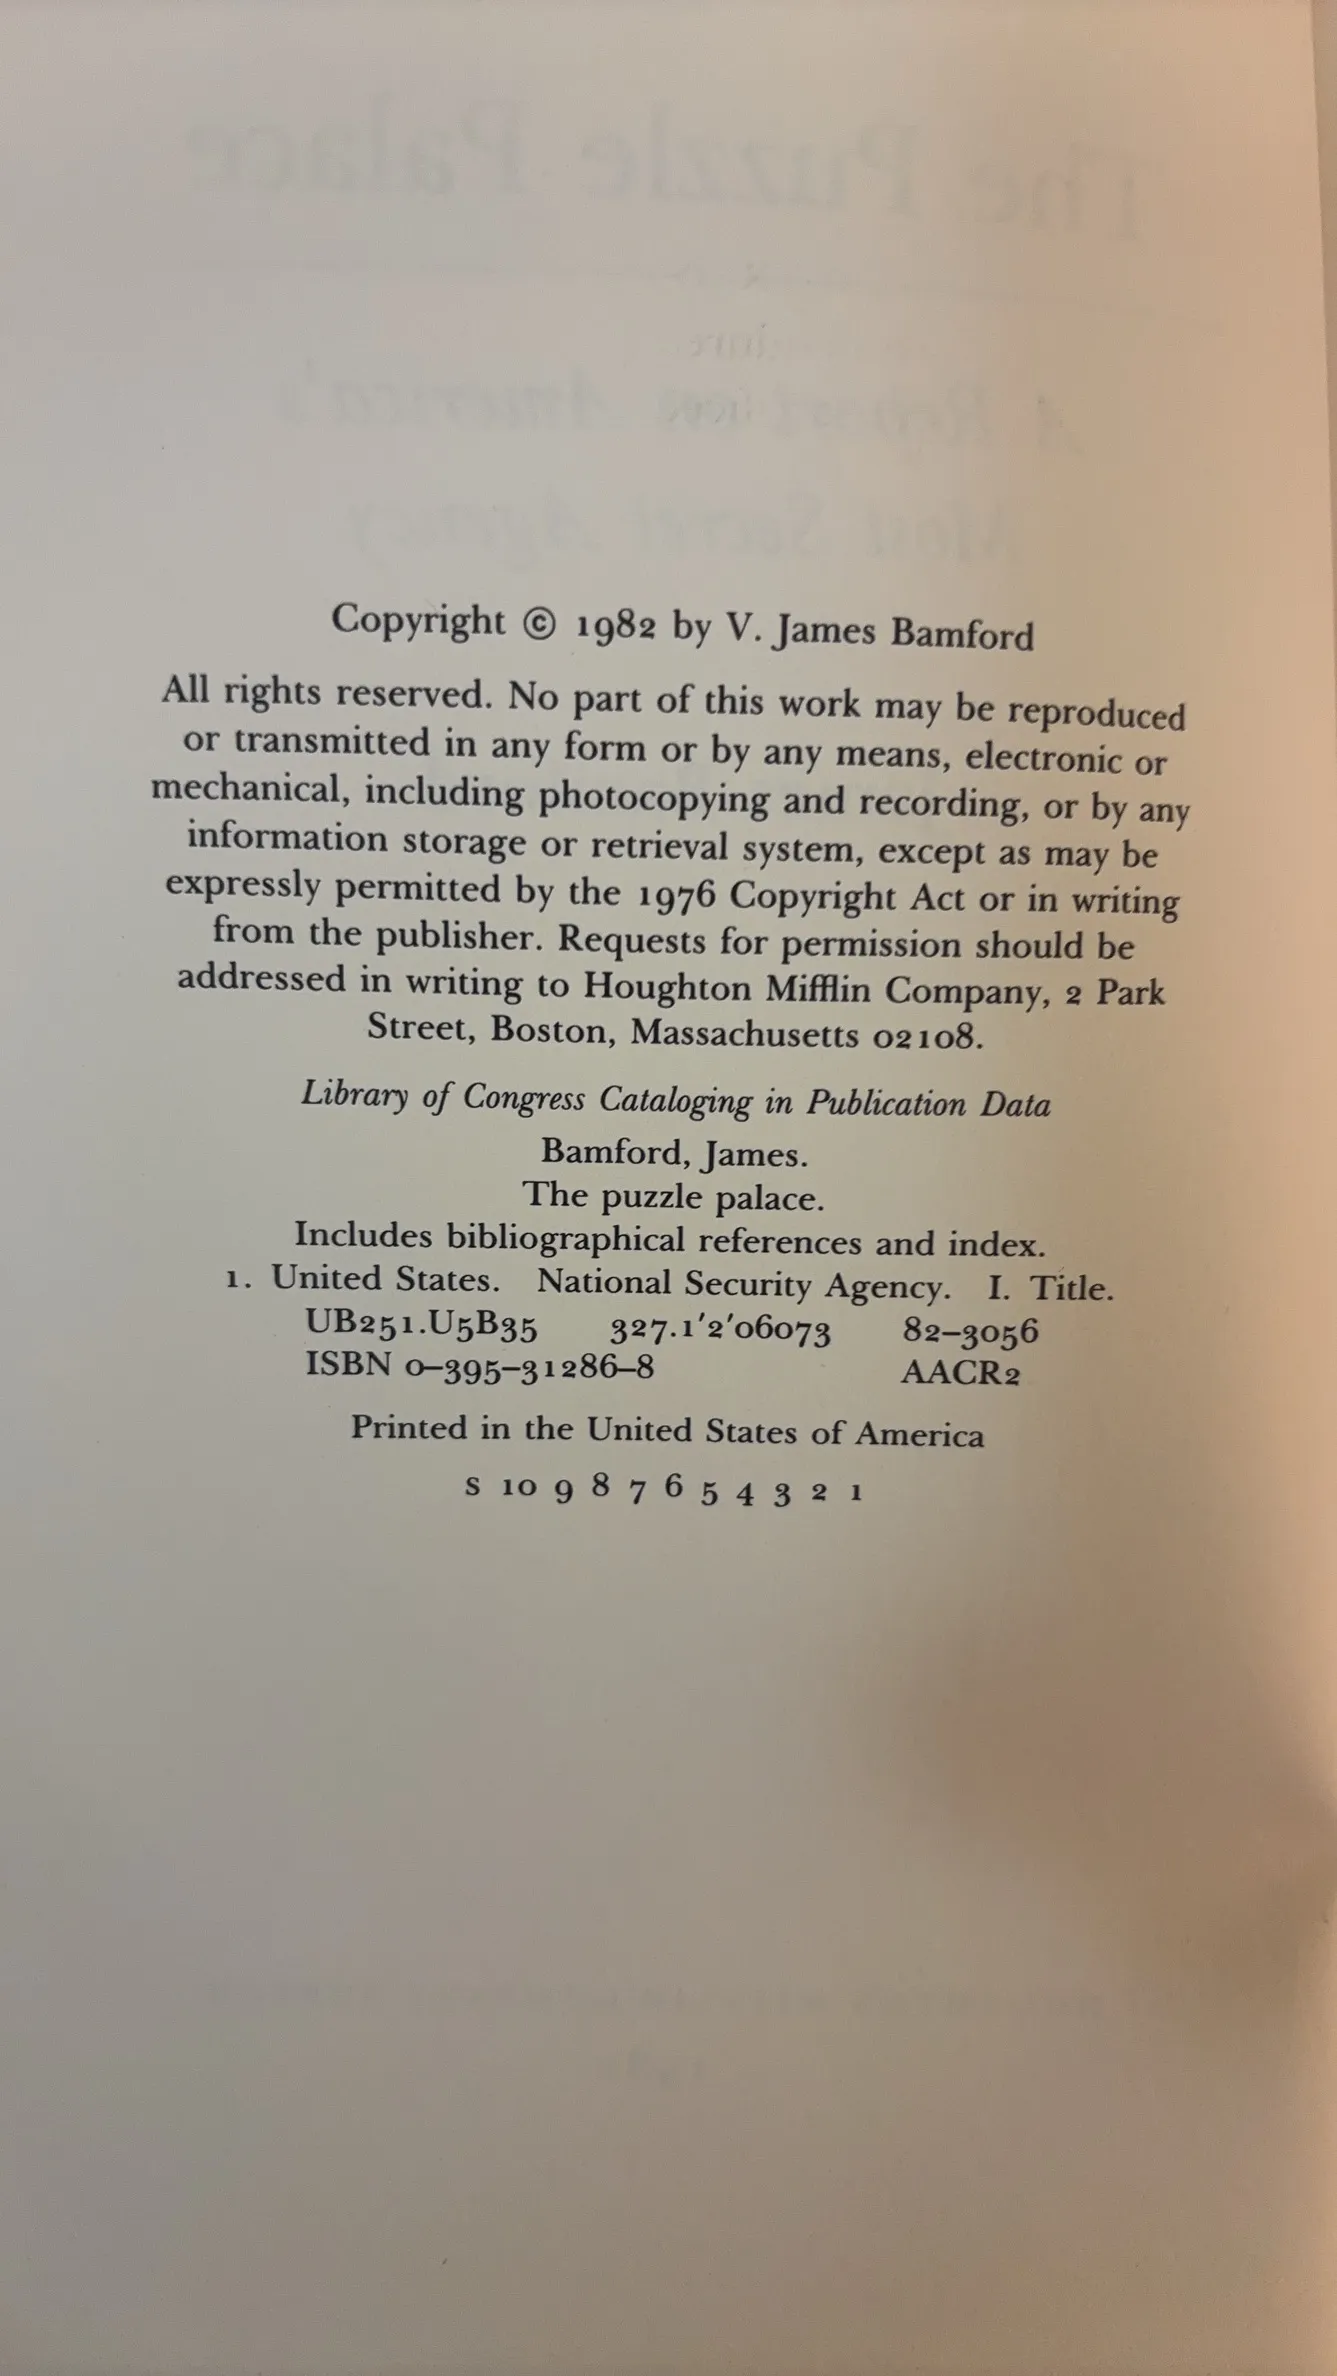 Copyright © 1982 by V. James Bamford
All rights reserved. No part of this work may be reproduced
or transmitted in any form or by any means, electronic or
mechanical, including photocopying and recording, or by any
information storage or retrieval system, except as may be
expressly permitted by the 1976 Copyright Act or in writing
from the publisher. Requests for permission should be
addressed in writing to Houghton Mifflin Company, 2 Park
Street, Boston, Massachusetts 02108.
Library of Congress Cataloging in Publication Data
Bamford, James.
The puzzle palace.
Includes bibliographical references and index.
1. United States. National Security Agency. I. Title.
UB251.U5B35 327.1'2'06073 82–3056
ISBN 0–395–31286–8 AACR2
Printed in the United States of America
S 10 9 8 7 6 5 4 3 2 1